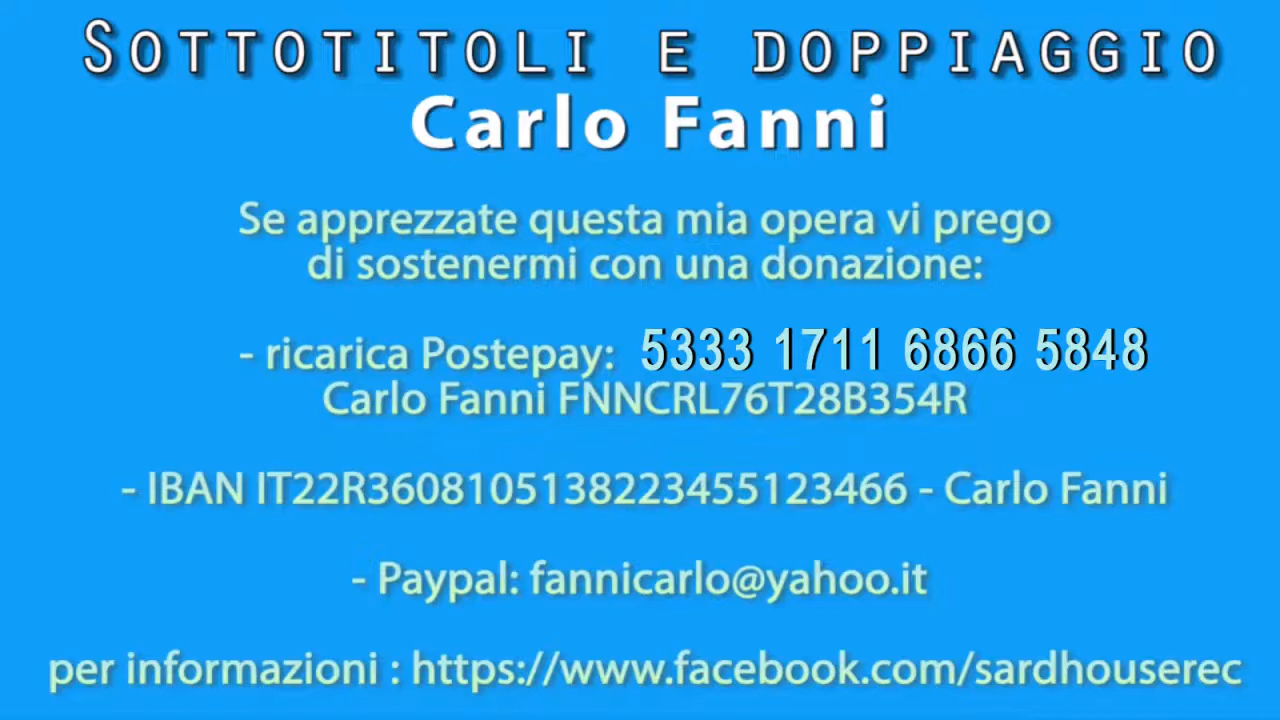 SOTTOTITOLI E DOPPIAGGIO
Carlo Fanni
Se apprezzate questa mia opera vi prego
di sostenermi con una donazione:
- ricarica Postepay: 5333 1711 6866 5848
Carlo Fanni FNNCRL76T28B354R
- IBAN IT22R3608105138223455123466 - Carlo Fanni
- Paypal: fannicarlo@yahoo.it
per informazioni : https://www.facebook.com/sardhouserec